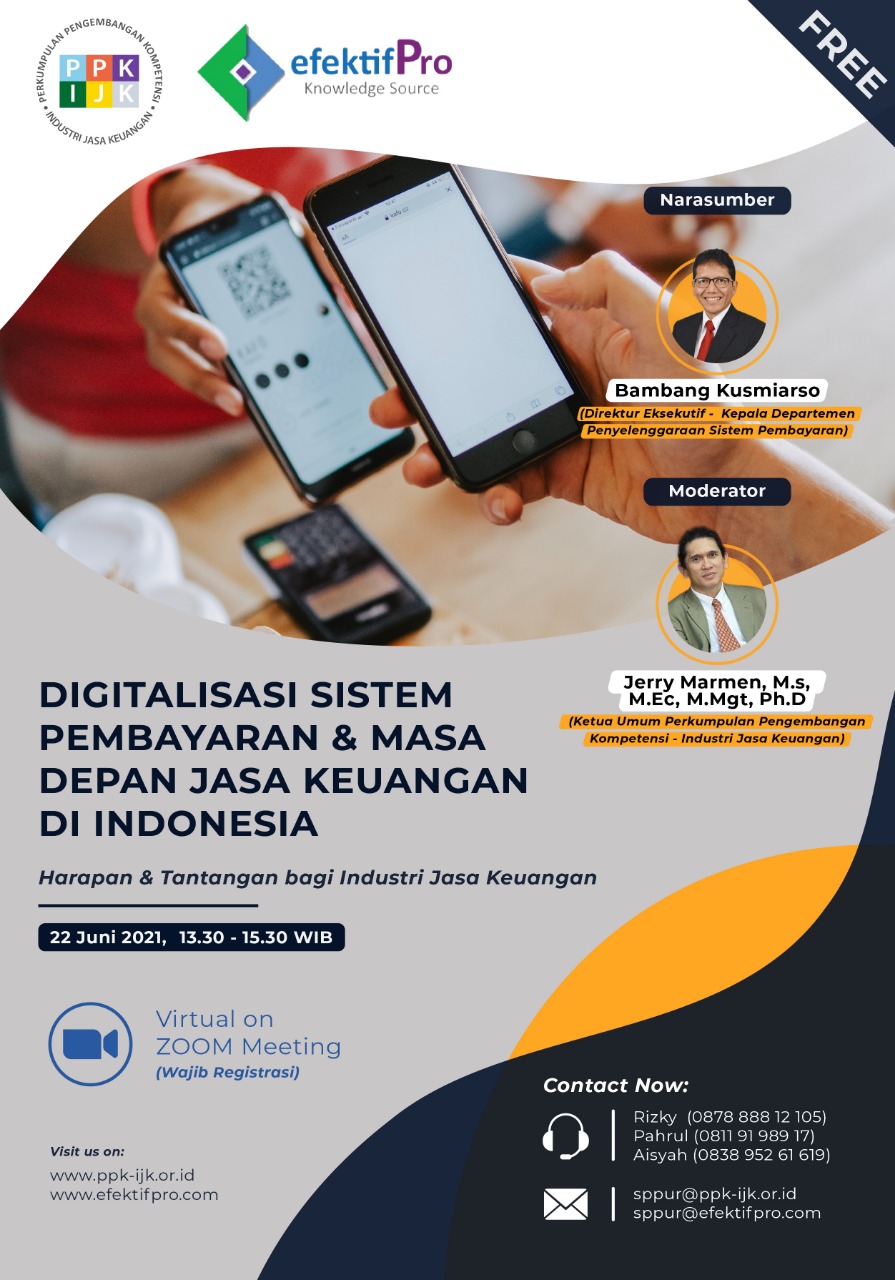 PERKUMPULAN PENGEMBANGAN KOMPETENSI
PPK
IJK
INDUSTRI JASA KEUANGAN
efektifPro
Knowledge Source
FREE
Narasumber
Bambang Kusmiarso
(Direktur Eksekutif - Kepala Departemen
Penyelenggaraan Sistem Pembayaran)
Moderator
Jerry Marmen, M.s,
M.Ec, M.Mgt, Ph.D
(Ketua Umum Perkumpulan Pengembangan
Kompetensi - Industri Jasa Keuangan)
DIGITALISASI SISTEM
PEMBAYARAN & MASA
DEPAN JASA KEUANGAN
DI INDONESIA
Harapan & Tantangan bagi Industri Jasa Keuangan
22 Juni 2021, 13.30 - 15.30 WIB
Virtual on
ZOOM Meeting
(Wajib Registrasi)
Visit us on:
www.ppk-ijk.or.id
www.efektifpro.com
Contact Now:
Rizky (0878 888 12 105)
Pahrul (0811 91 989 17)
Aisyah (0838 952 61 619)
sppur@ppk-ijk.or.id
sppur@efektifpro.com